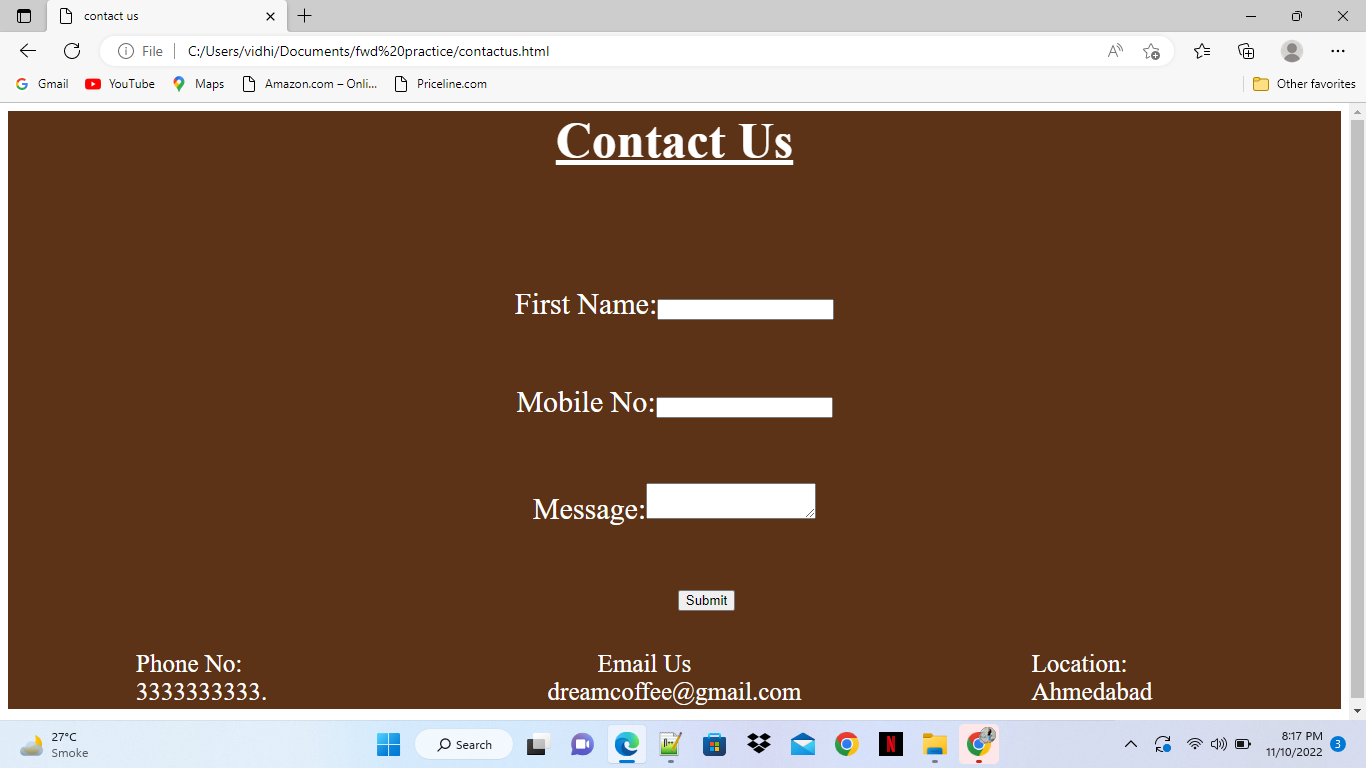 contact us
File
C:/Users/vidhi/Documents/fwd%20practice/contactus.html
Gmail
YouTube
Maps
Amazon.com – Onli...
Priceline.com
Other favorites
Contact Us
First Name:
Mobile No:
Message:
Submit
Phone No:
3333333333.
Email Us
dreamcoffee@gmail.com
Location:
Ahmedabad
27°C
Smoke
Search
8:17 PM
11/10/2022
3